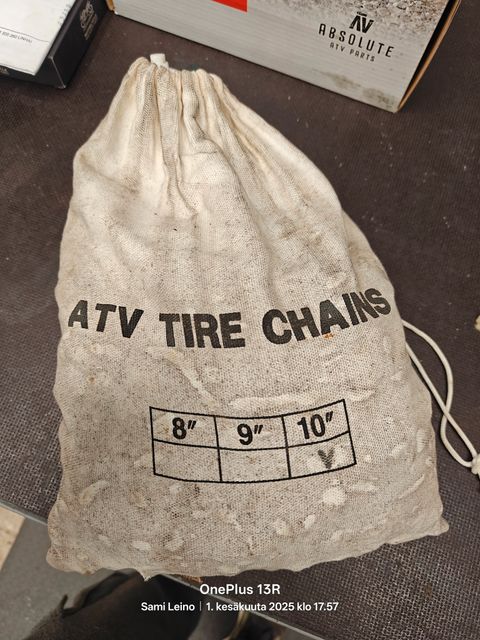 ABSOLUTE
ATV PARTS
ATV TIRE CHAINS
8" 9" 10"
OnePlus 13R
Sami Leino | 1. kesäkuuta 2025 klo 17.57